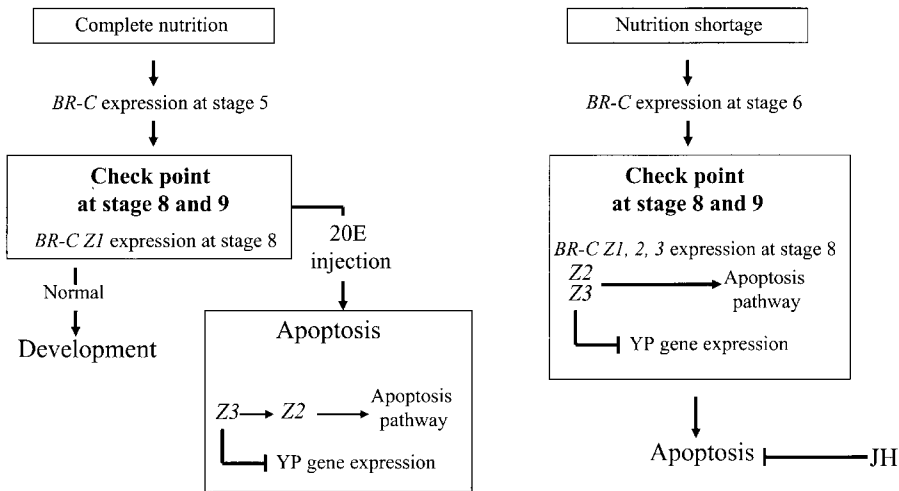 Complete nutrition
BR-C expression at stage 5
Check point
at stage 8 and 9
BR-C Z1 expression at stage 8
Normal
Development
20E
injection
Apoptosis
Z3
Z2
Apoptosis
pathway
YP gene expression
Nutrition shortage
BR-C expression at stage 6
Check point
at stage 8 and 9
BR-C Z1, 2, 3 expression at stage 8
Z2
Z3
Apoptosis
pathway
YP gene expression
Apoptosis
JH